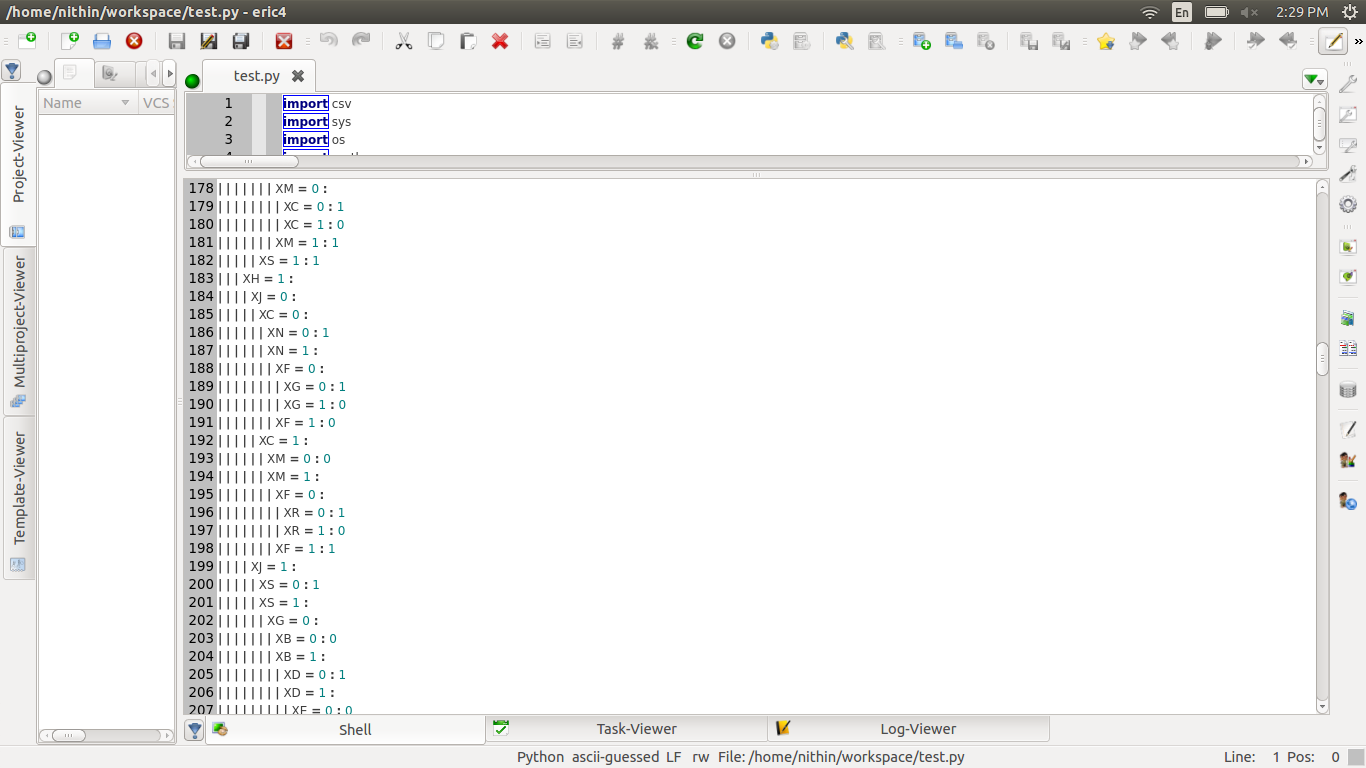 /home/nithin/workspace/test.py - eric4
En
2:29 PM
test.py
Name
VCS
Project-Viewer
Multiproject-Viewer
Template-Viewer
1 import csv
2 import sys
3 import os
178 | | | | | | | XM = 0 :
179 | | | | | | | | XC = 0 : 1
180 | | | | | | | | XC = 1 : 0
181 | | | | | | | XM = 1 : 1
182 | | | | | XS = 1 : 1
183 | | | XH = 1 :
184 | | | | XJ = 0 :
185 | | | | | XC = 0 :
186 | | | | | | XN = 0 : 1
187 | | | | | | XN = 1 :
188 | | | | | | | XF = 0 :
189 | | | | | | | | XG = 0 : 1
190 | | | | | | | | XG = 1 : 0
191 | | | | | | | XF = 1 : 0
192 | | | | | XC = 1 :
193 | | | | | | XM = 0 : 0
194 | | | | | | XM = 1 :
195 | | | | | | | XF = 0 :
196 | | | | | | | | XR = 0 : 1
197 | | | | | | | | XR = 1 : 0
198 | | | | | | | XF = 1 : 1
199 | | | | XJ = 1 :
200 | | | | | XS = 0 : 1
201 | | | | | XS = 1 :
202 | | | | | | XG = 0 :
203 | | | | | | | XB = 0 : 0
204 | | | | | | | XB = 1 :
205 | | | | | | | | XD = 0 : 1
206 | | | | | | | | XD = 1 :
207 | | | | | | | | | XE = 0 : 0
Shell
Task-Viewer
Log-Viewer
Python ascii-guessed LF rw File: /home/nithin/workspace/test.py Line: 1 Pos: 0